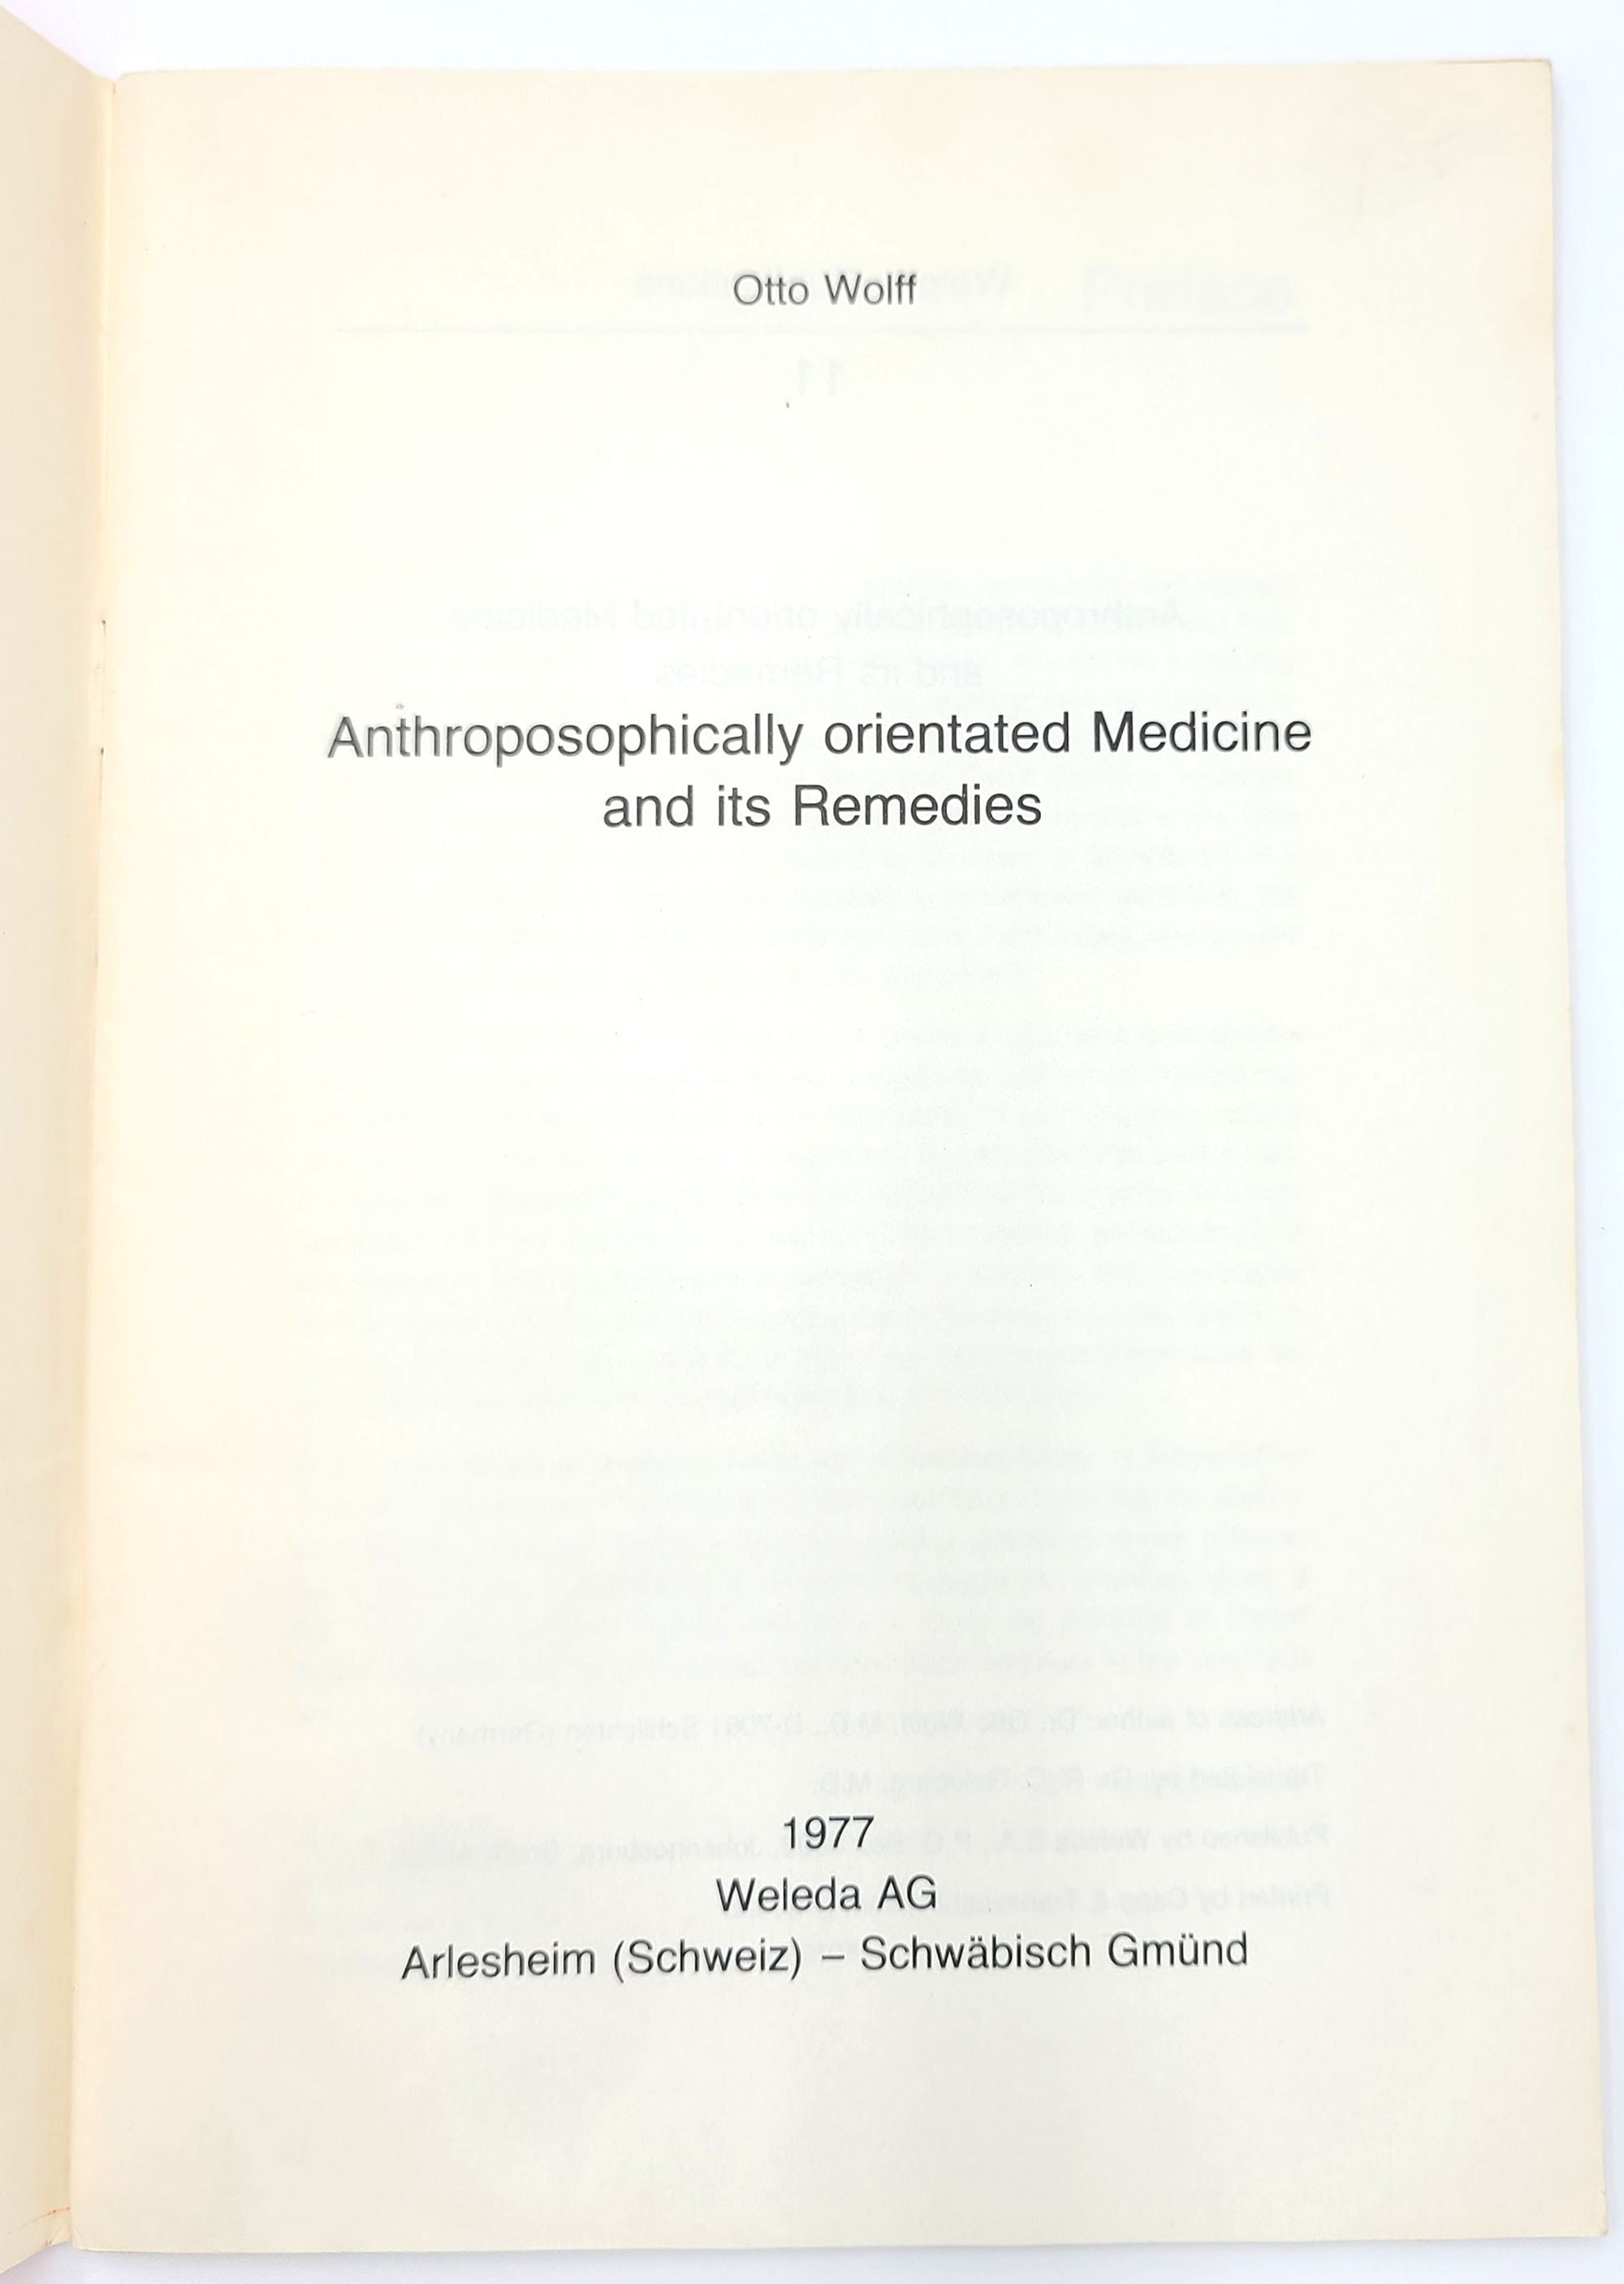 Otto Wolff
Anthroposophically orientated Medicine
and its Remedies
1977
Weleda AG
Arlesheim (Schweiz) – Schwäbisch Gmünd